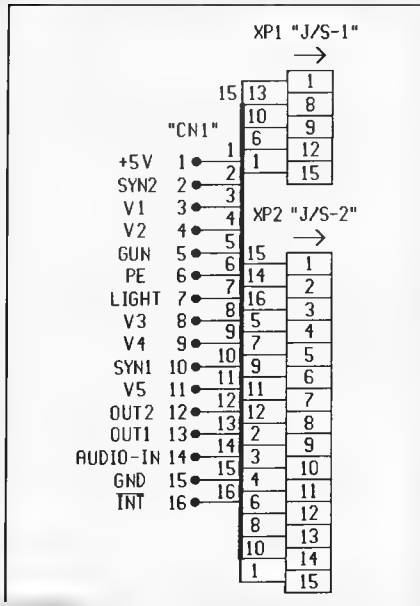 XP1 "J/S-1"
15 13 1
10 8
6 9
1 12
15
"CN1"
+5V 1 1
SYN2 2 2
V1 3 3
V2 4 4
GUN 5 5
PE 6 6
LIGHT 7 7
V3 8 8
V4 9 9
SYN1 10 10
V5 11 11
OUT2 12 12
OUT1 13 13
AUDIO-IN 14 14
GND 15 15
INT 16 16
XP2 "J/S-2"
15 1
14 2
16 3
5 4
7 5
9 6
11 7
12 8
2 9
3 10
4 11
6 12
8 13
10 14
1 15